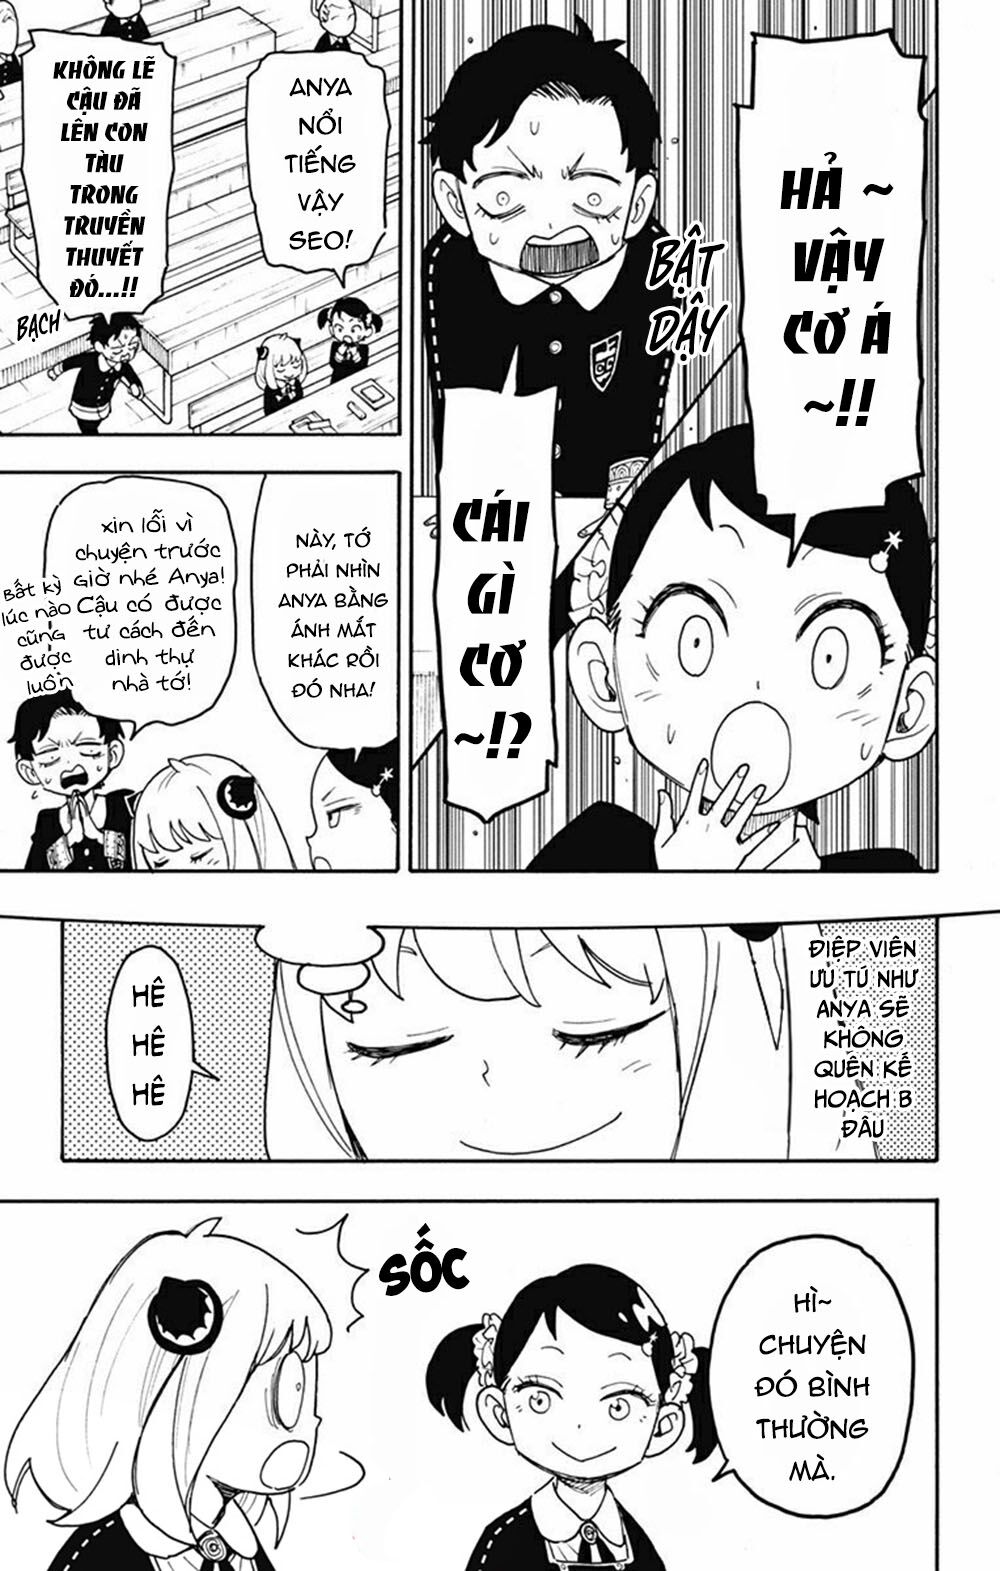 HẢ ~
VẬY
CƠ Á
~!!
BẬT
DẬY
CÁI
GÌ
CƠ
~!?
ANYA
NỔI
TIẾNG
VẬY
SEO!
KHÔNG LẼ
CẬU ĐÃ
LÊN CON
TÀU
TRONG
TRUYỀN
THUYẾT
ĐÓ...!!
BẠCH
NÀY, TỚ
PHẢI NHÌN
ANYA BẰNG
ÁNH MẮT
KHÁC RỒI
ĐÓ NHA!
xin lỗi vì
chuyện trước
giờ nhé Anya!
Cậu có được
tư cách đến
dinh thự
nhà tớ!
Bất kỳ
lúc nào
cũng
được
luôn
ĐIỆP VIÊN
ƯU TÚ NHƯ
ANYA SẼ
KHÔNG
QUÊN KẾ
HOẠCH B
ĐÂU
HÊ
HÊ
HÊ
HÌ~
CHUYỆN
ĐÓ BÌNH
THƯỜNG
MÀ.
SỐC